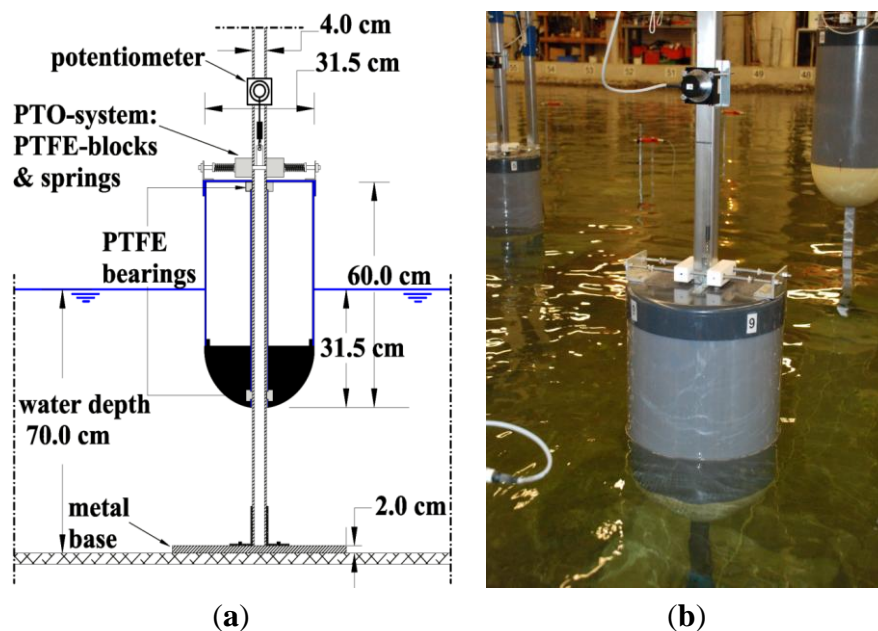 4.0 cm
potentiometer
31.5 cm
PTO-system:
PTFE-blocks
& springs
PTFE
bearings
60.0 cm
31.5 cm
water depth
70.0 cm
metal
base
2.0 cm
9
(a)
(b)